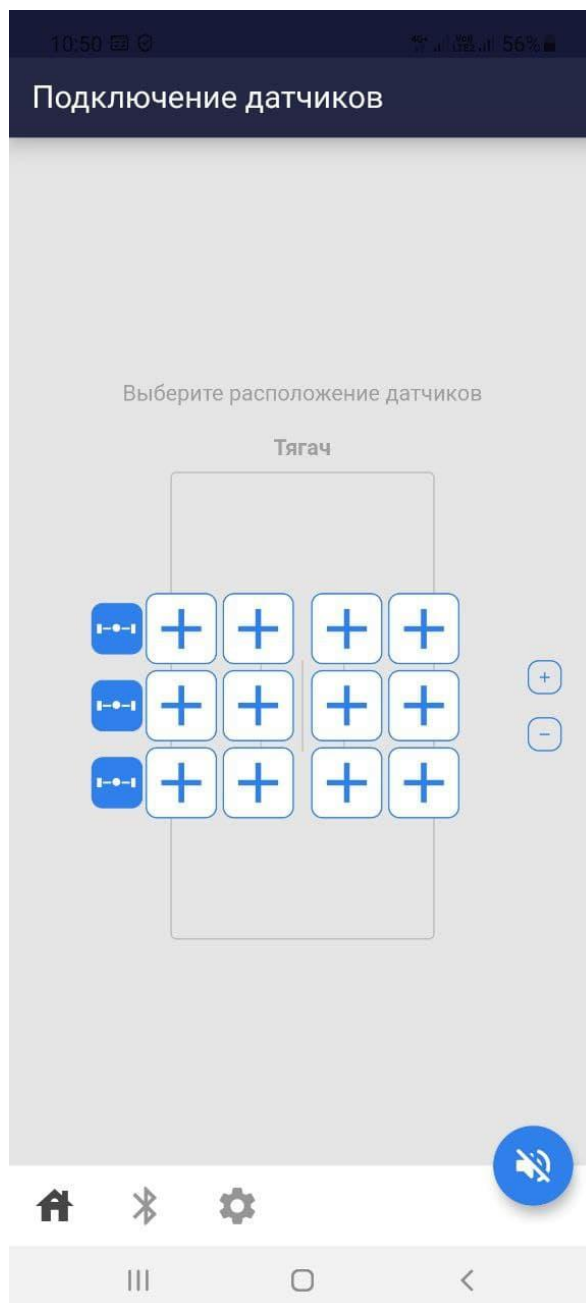 10:50
56%
Подключение датчиков
Выберите расположение датчиков
Тягач